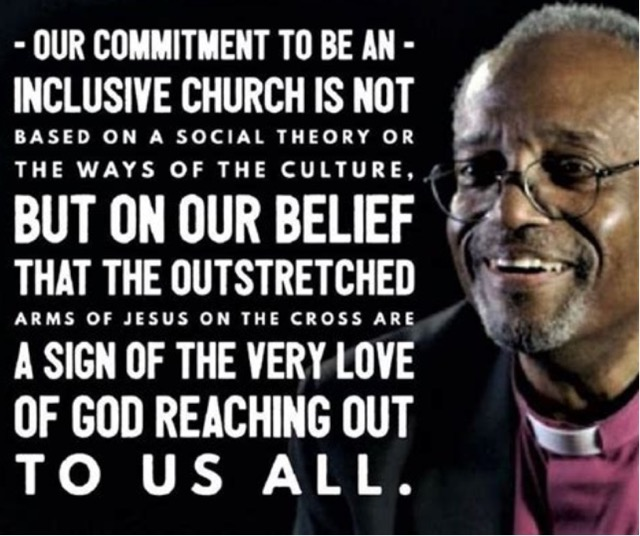 - OUR COMMITMENT TO BE AN -
INCLUSIVE CHURCH IS NOT
BASED ON A SOCIAL THEORY OR
THE WAYS OF THE CULTURE,
BUT ON OUR BELIEF
THAT THE OUTSTRETCHED
ARMS OF JESUS ON THE CROSS ARE
A SIGN OF THE VERY LOVE
OF GOD REACHING OUT
TO US ALL.